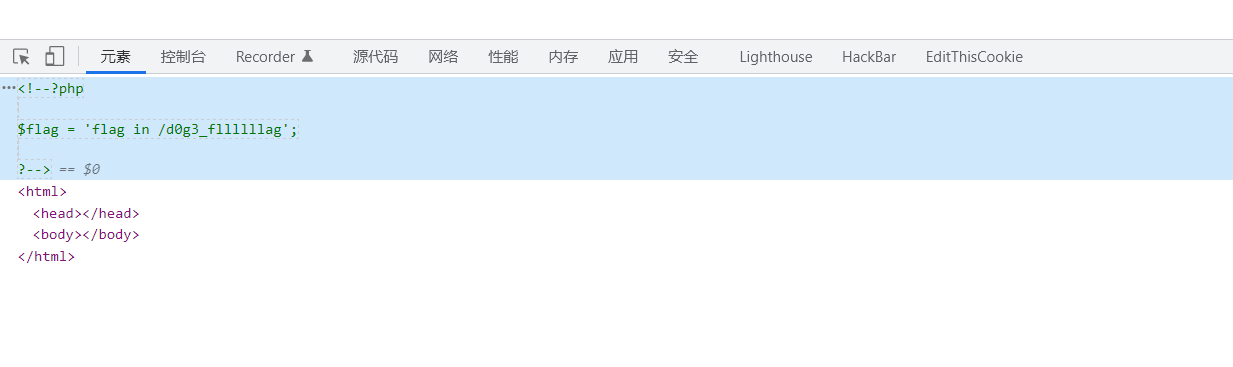 元素 控制台 Recorder 源代码 网络 性能 内存 应用 安全 Lighthouse HackBar EditThisCookie
<!--?php
$flag = 'flag in /d0g3_fllllllag';
?--> == $0
<html>
<head></head>
<body></body>
</html>